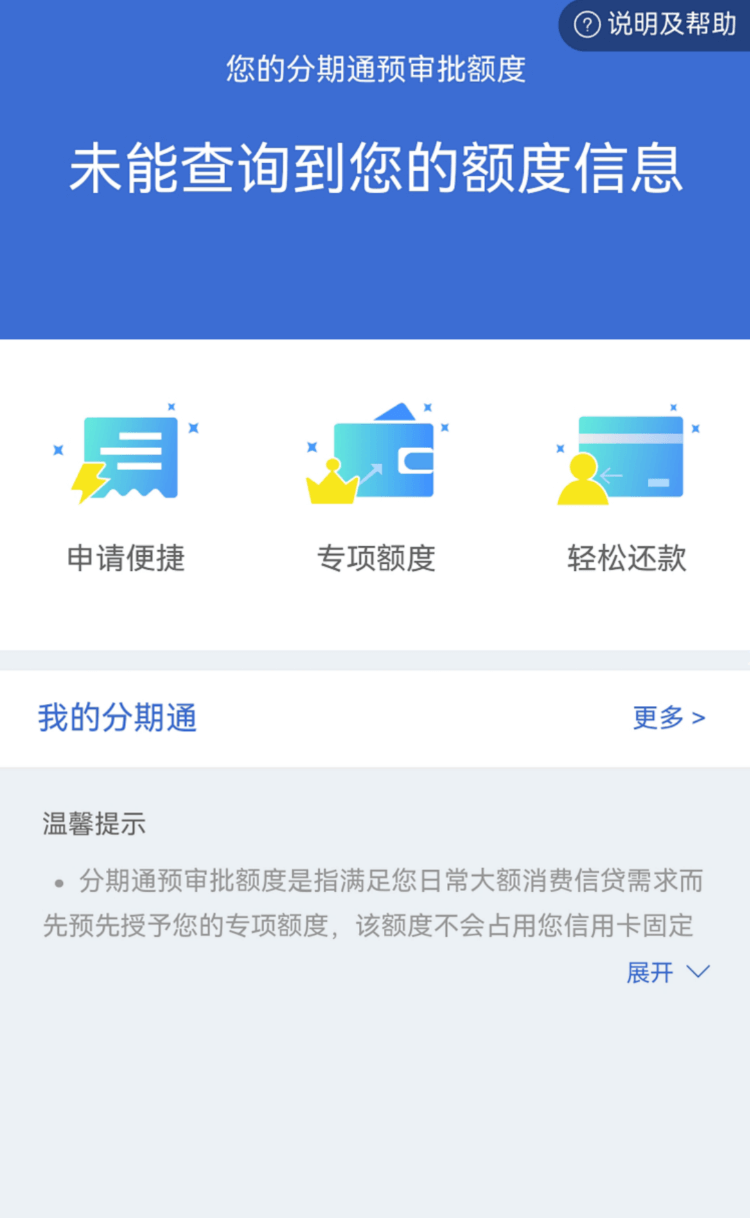 说明及帮助
您的分期通预审批额度
未能查询到您的额度信息
申请便捷
专项额度
轻松还款
我的分期通
更多 >
温馨提示
• 分期通预审批额度是指满足您日常大额消费信贷需求而
先预先授予您的专项额度，该额度不会占用您信用卡固定
展开